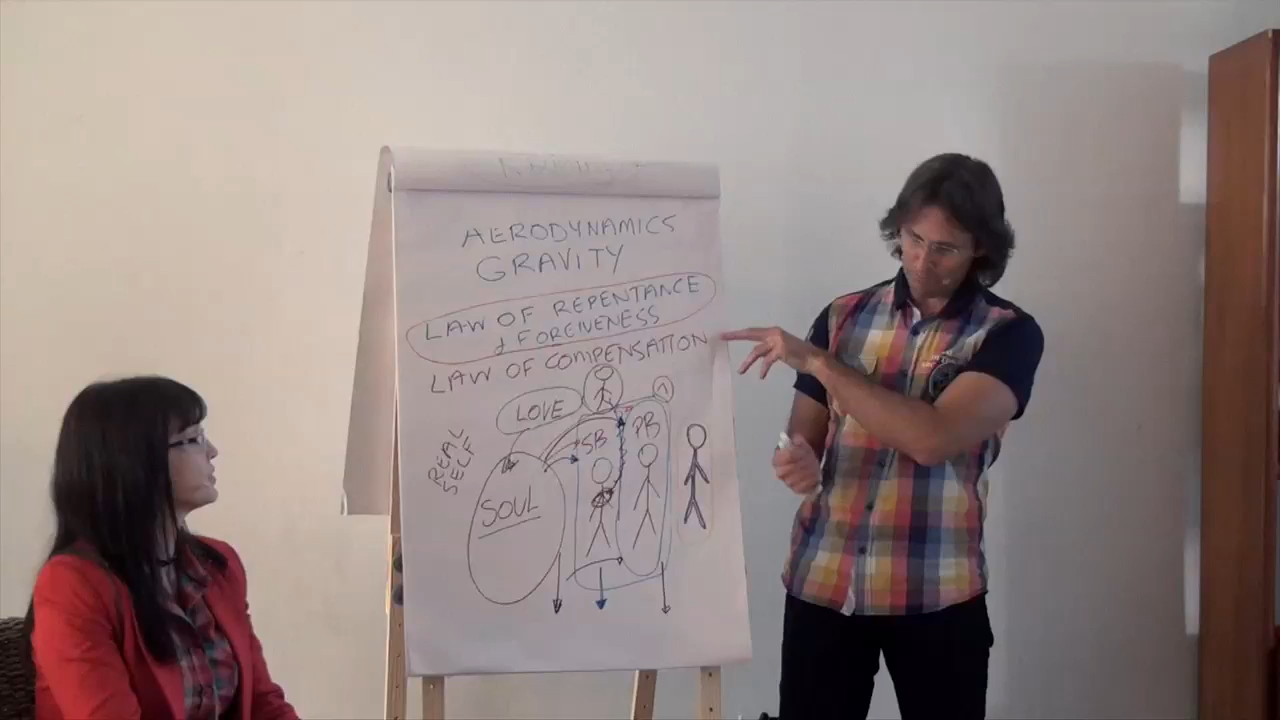 AERODYNAMICS
GRAVITY
LAW OF REPENTANCE
& FORGIVENESS
LAW OF COMPENSATION
LOVE
REAL
SELF
SB
PB
SOUL